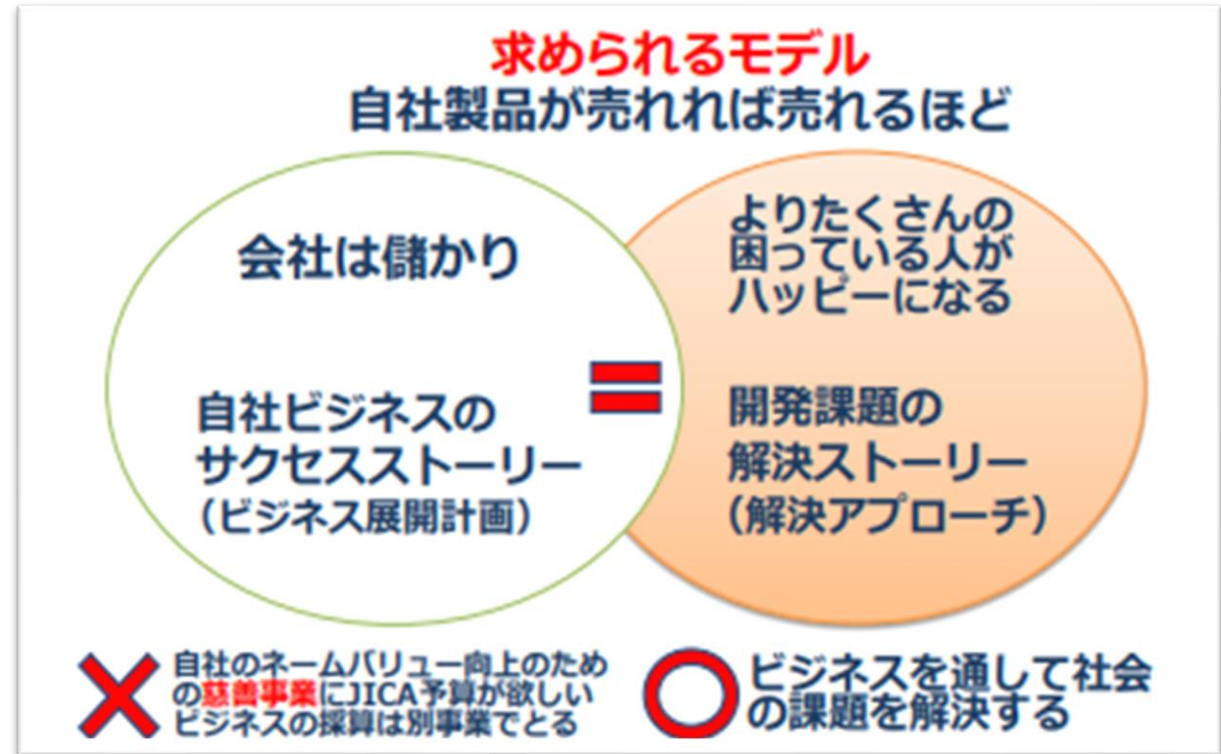 求められるモデル
自社製品が売れれば売れるほど
会社は儲かり
自社ビジネスの
サクセスストーリー
（ビジネス展開計画）
=
よりたくさんの
困っている人が
ハッピーになる
開発課題の
解決ストーリー
（解決アプローチ）
自社のネームバリュー向上のため
の慈善事業にJICA予算が欲しい
ビジネスの採算は別事業でとる
ビジネスを通して社会
の課題を解決する